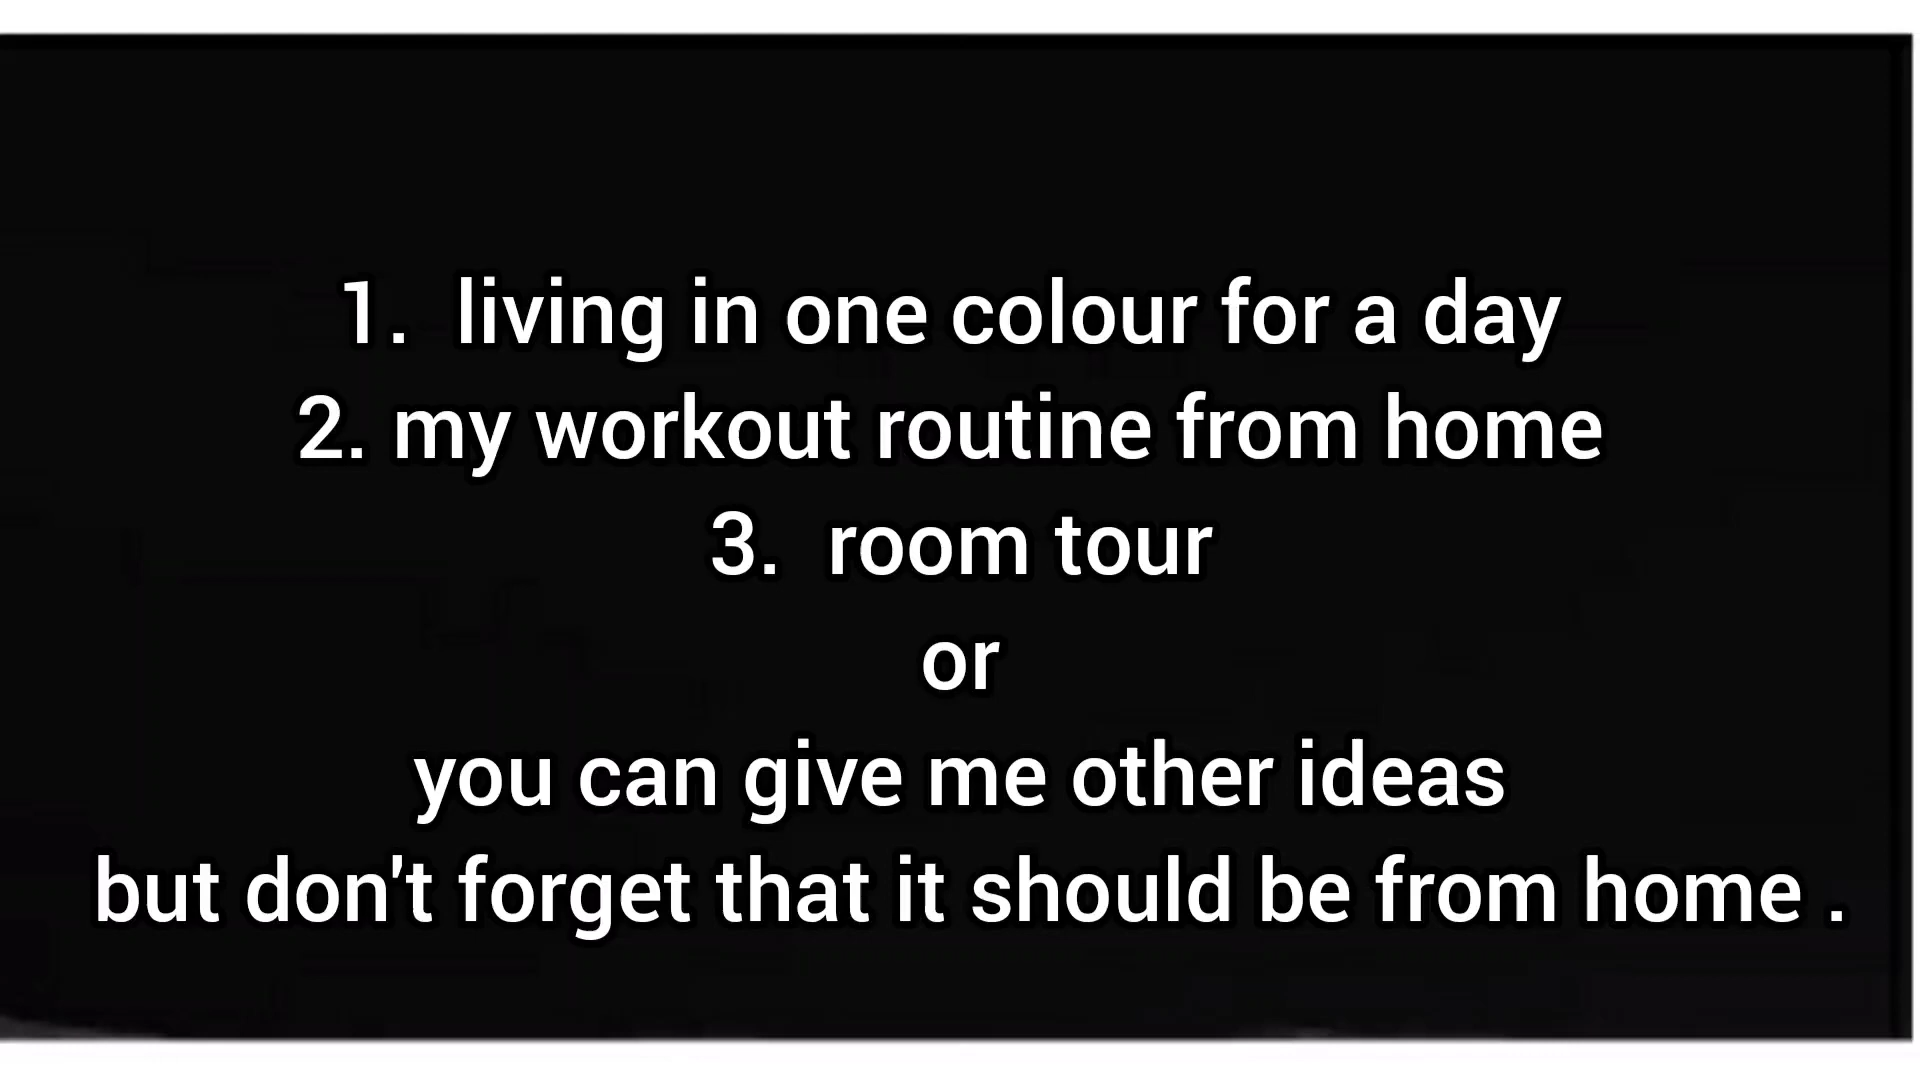 1. living in one colour for a day
2. my workout routine from home
3. room tour
or
you can give me other ideas
but don't forget that it should be from home .